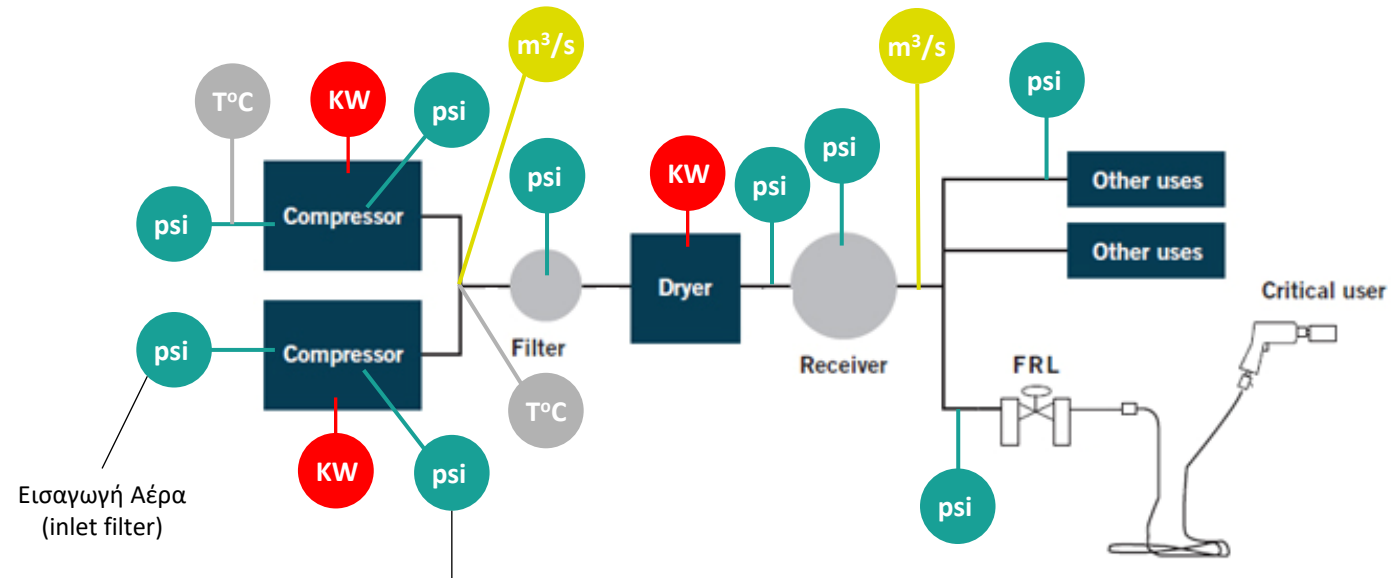 m³/s
m³/s
T°C
KW
psi
psi
psi
KW
psi
psi
psi
Compressor
Other uses
Other uses
Dryer
Critical user
psi
Compressor
Filter
Receiver
FRL
T°C
KW
psi
psi
Εισαγωγή Αέρα
(inlet filter)